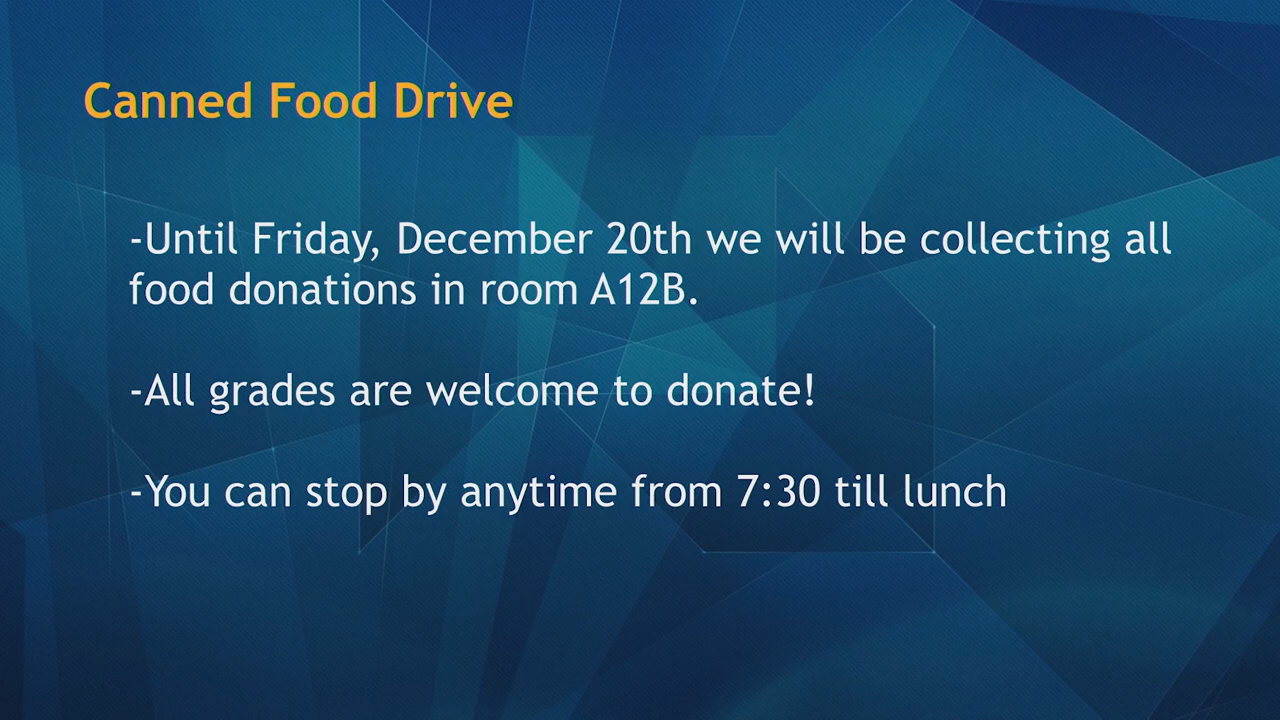 Canned Food Drive
-Until Friday, December 20th we will be collecting all
food donations in room A12B.
-All grades are welcome to donate!
-You can stop by anytime from 7:30 till lunch